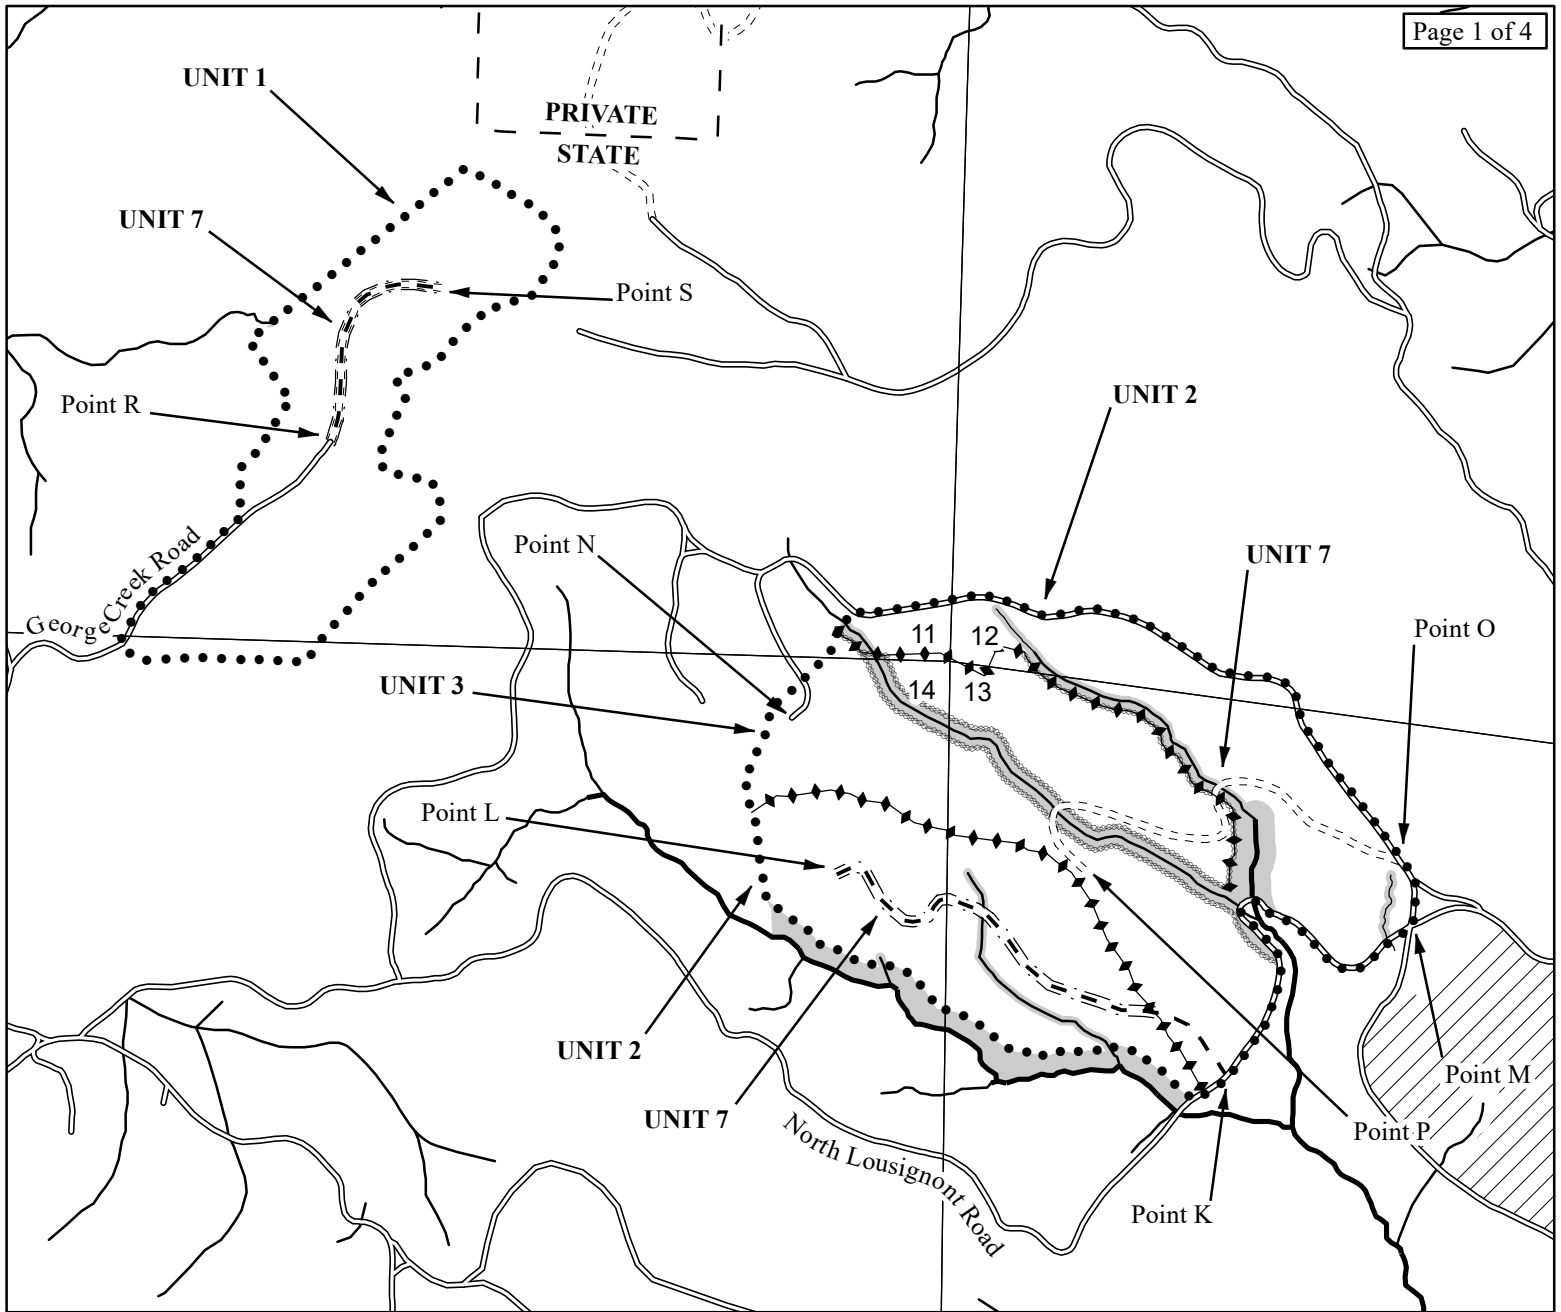 Page 1 of 4
UNIT 1
PRIVATE
STATE
UNIT 7
Point S
Point R
UNIT 2
George Creek Road
Point N
UNIT 7
Point O
11
12
UNIT 3
14
13
Point L
UNIT 2
Point M
UNIT 7
North Lousignont Road
Point P
Point K